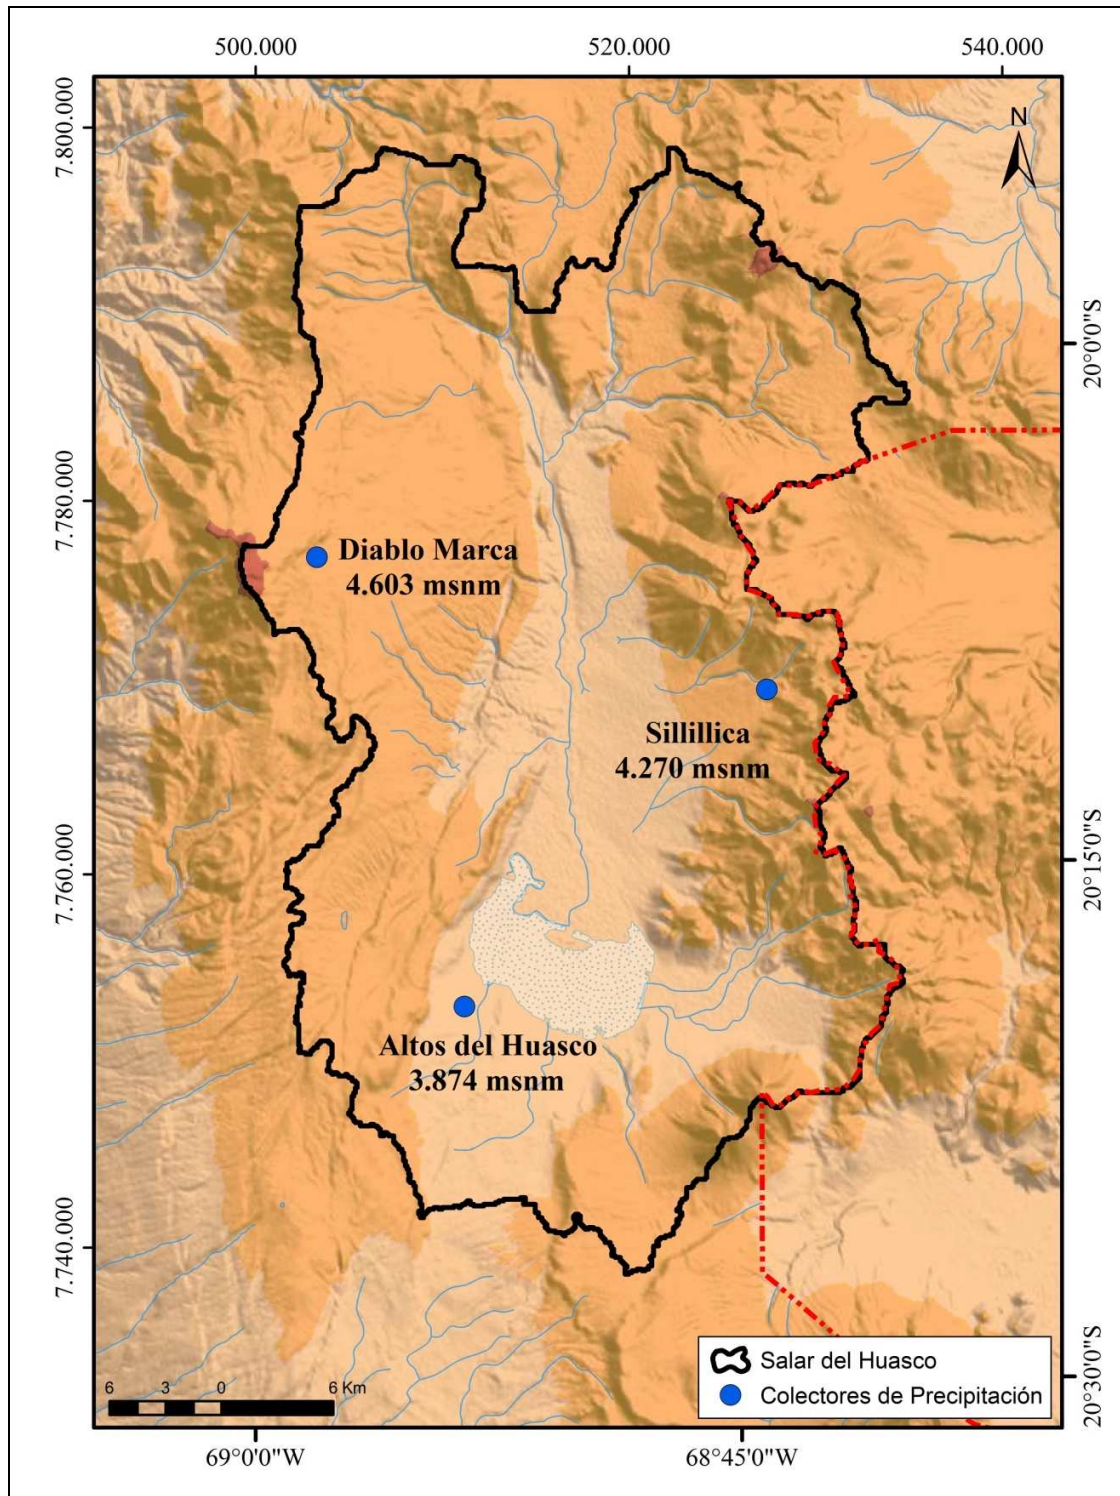 500.000 520.000 540.000
7.800.000
N
20°0'0"S
7.780.000
Diablo Marca
4.603 msnm
Sillillica
4.270 msnm
7.760.000
20°15'0"S
Altos del Huasco
3.874 msnm
7.740.000
Salar del Huasco
Colectores de Precipitación
6 3 0 6 Km
20°30'0"S
69°0'0"W 68°45'0"W